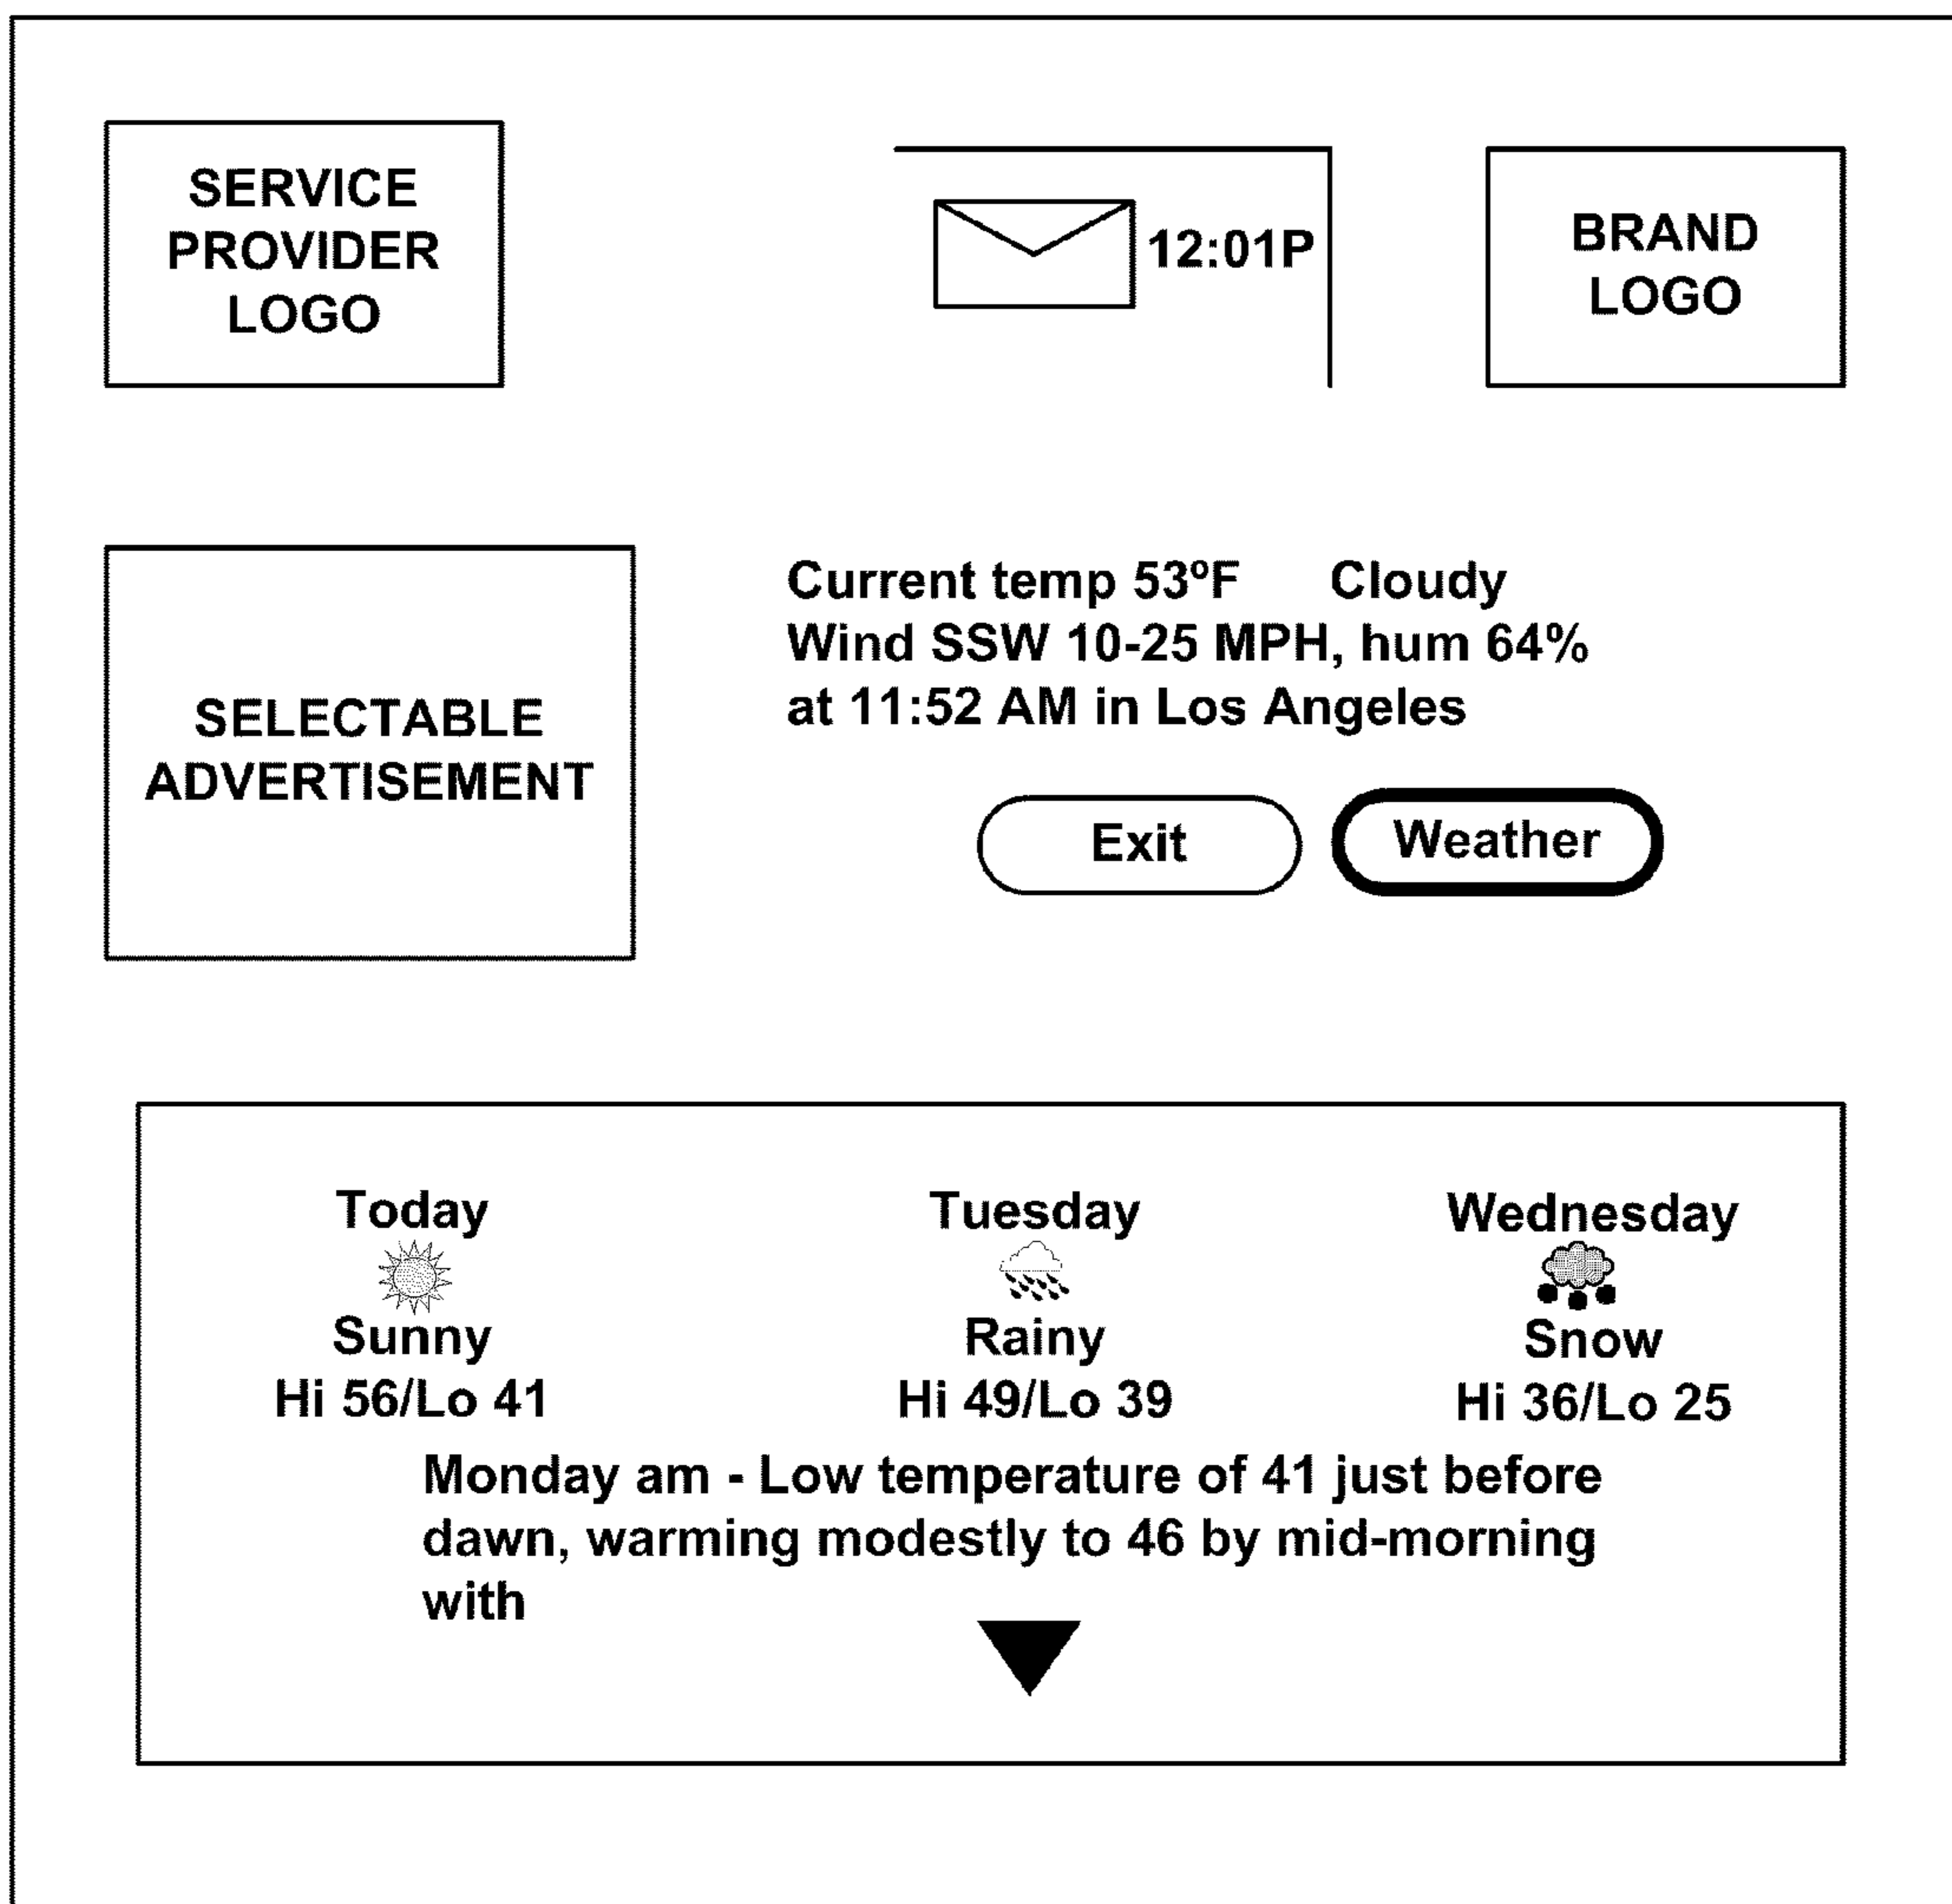 SERVICE
PROVIDER
LOGO
12:01P
BRAND
LOGO
SELECTABLE
ADVERTISEMENT
Current temp 53ºF Cloudy
Wind SSW 10-25 MPH, hum 64%
at 11:52 AM in Los Angeles
Exit
Weather
Today
Sunny
Hi 56/Lo 41
Tuesday
Rainy
Hi 49/Lo 39
Wednesday
Snow
Hi 36/Lo 25
Monday am - Low temperature of 41 just before
dawn, warming modestly to 46 by mid-morning
with